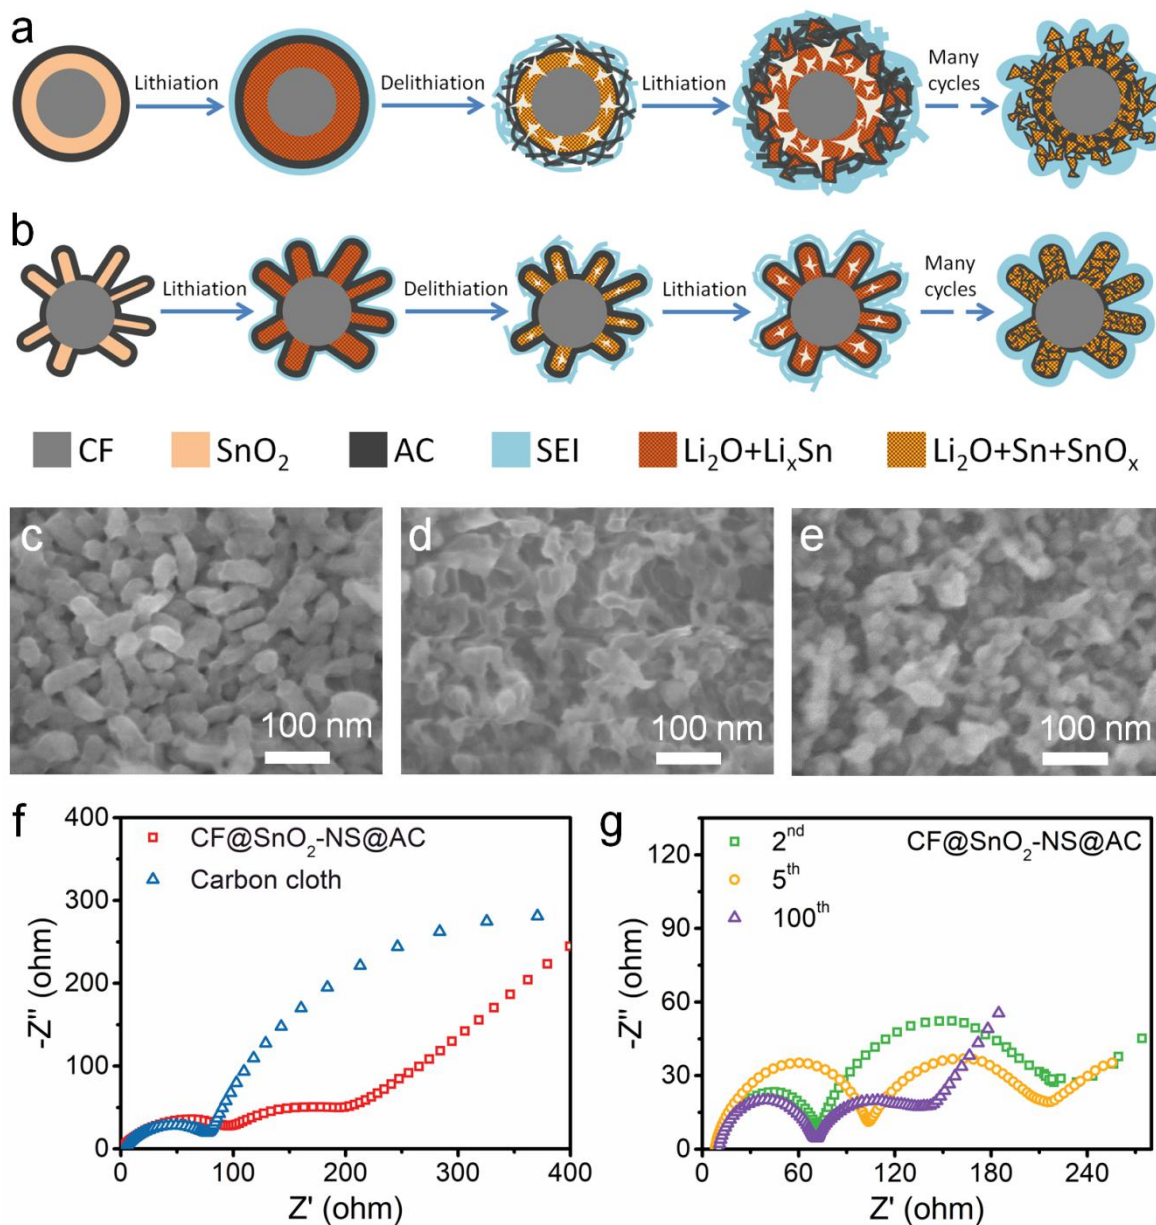 a
Lithiation
Delithiation
Lithiation
Many
cycles
b
Lithiation
Delithiation
Lithiation
Many
cycles
CF
SnO₂
AC
SEI
Li₂O+LiₓSn
Li₂O+Sn+SnOₓ
c
100 nm
d
100 nm
e
100 nm
f
400
300
200
100
0
-Z'' (ohm)
CF@SnO₂-NS@AC
Carbon cloth
0 100 200 300 400
Z' (ohm)
g
120
90
60
30
0
-Z'' (ohm)
2ⁿᵈ
5ᵗʰ
100ᵗʰ
CF@SnO₂-NS@AC
60 120 180 240
Z' (ohm)